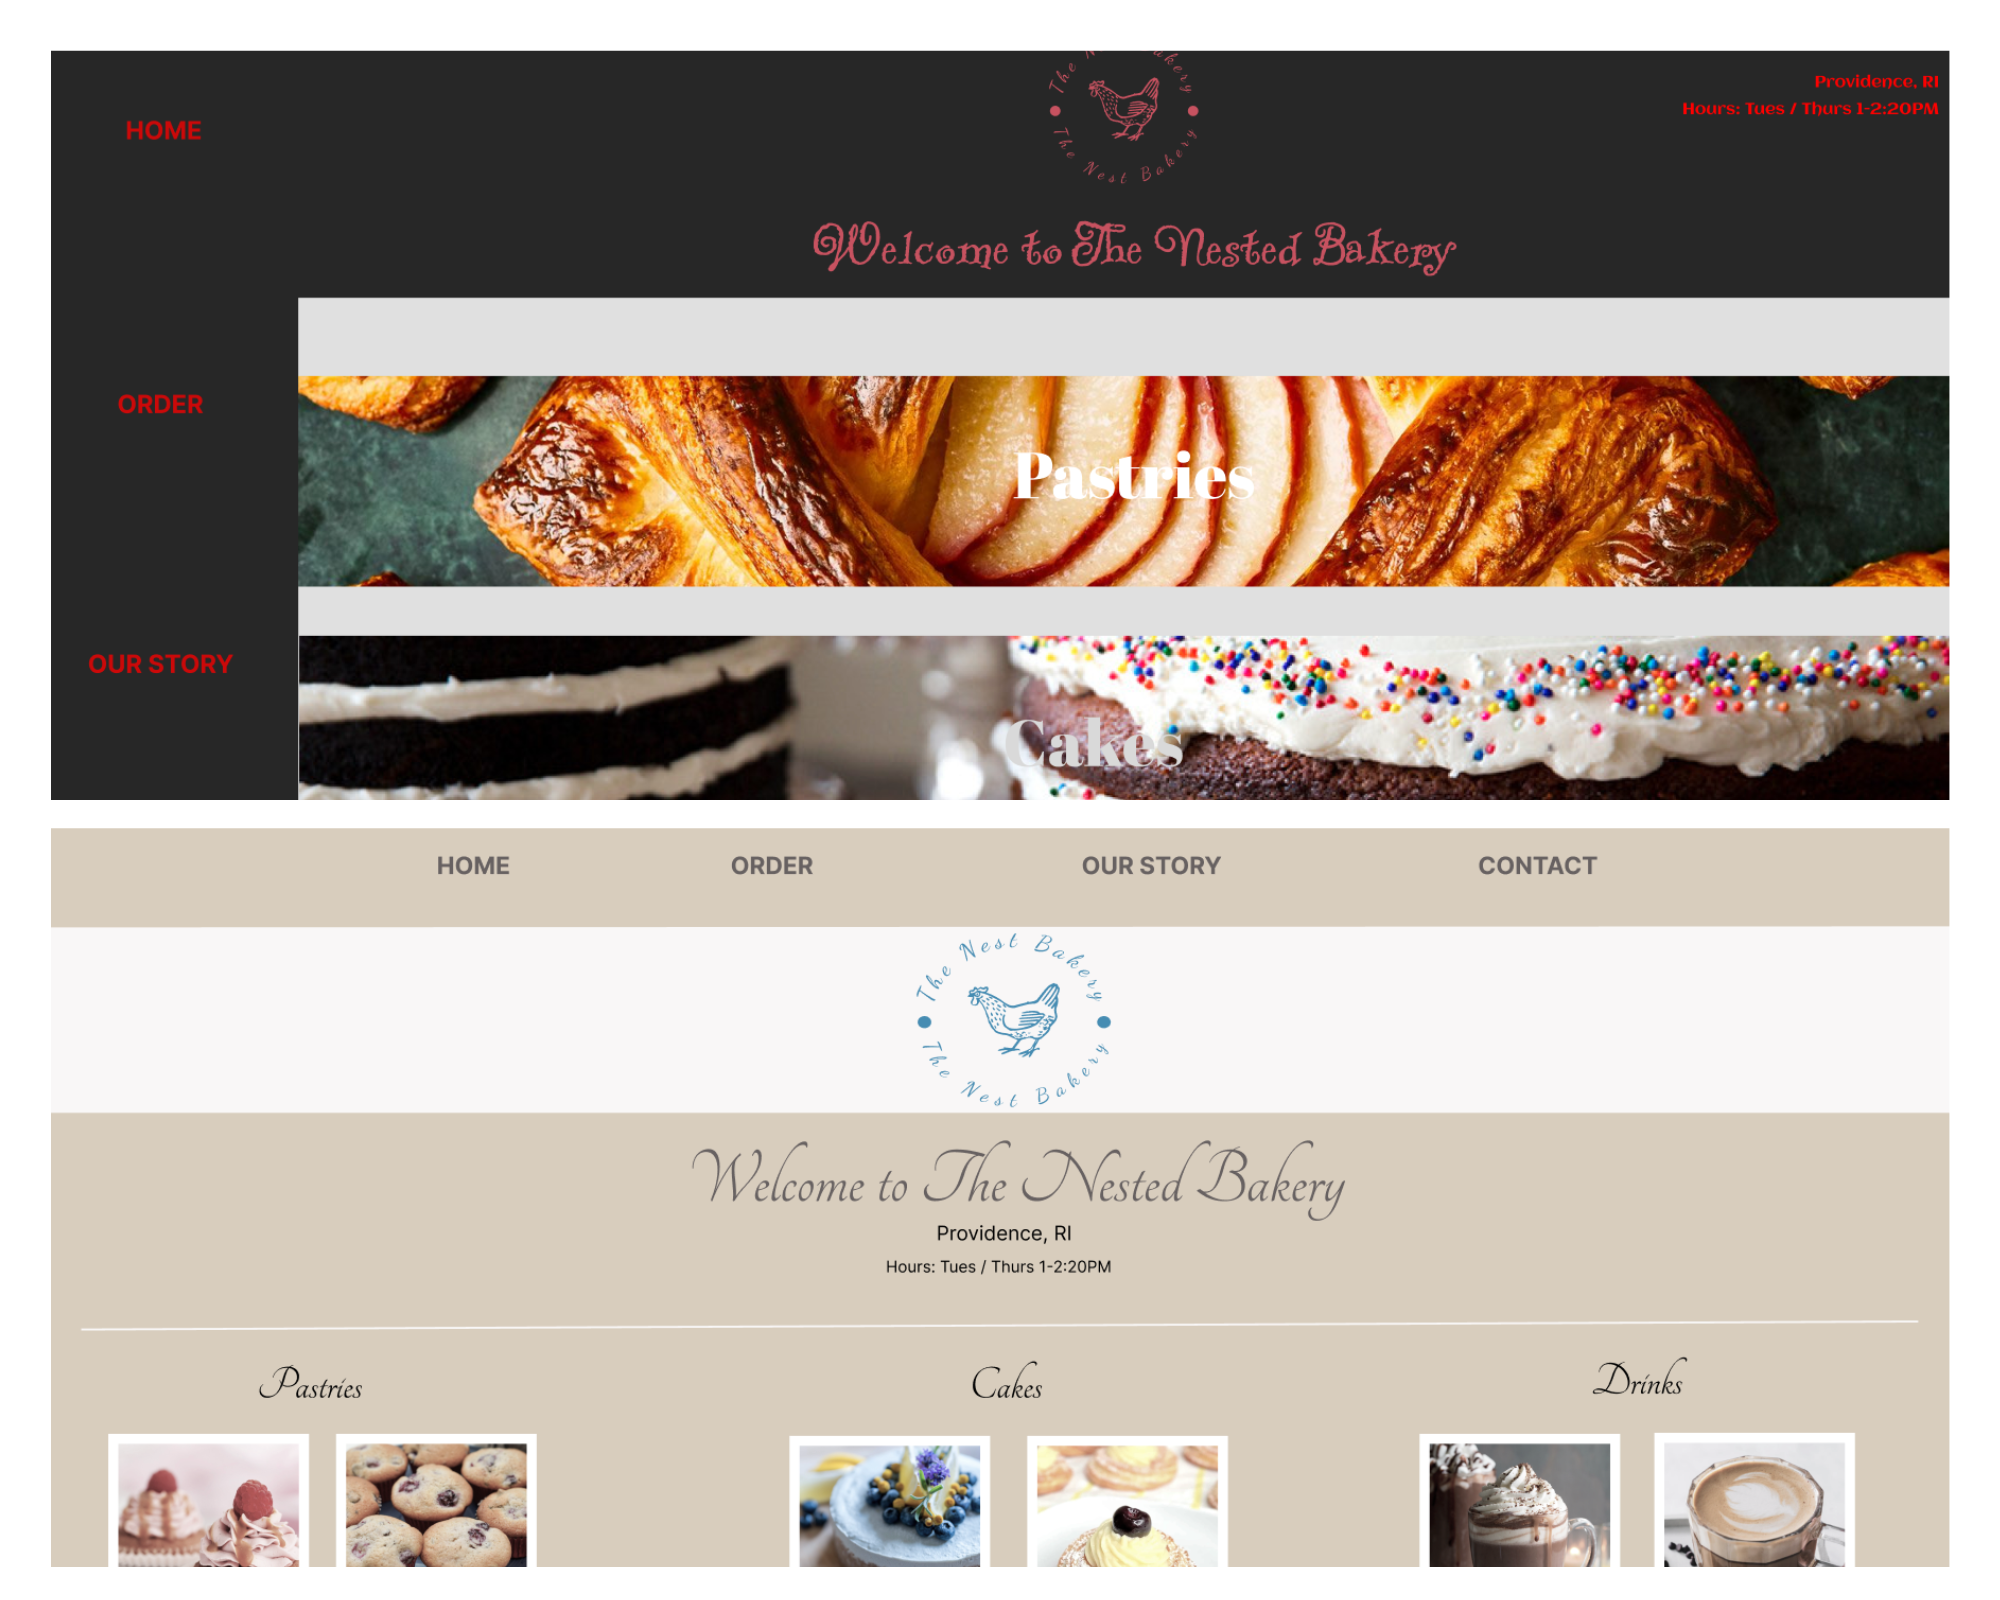 The Nest Bakery
The Nest Bakery
Providence, RI
Hours: Tues / Thurs 1-2:20PM
HOME
Welcome to The Nested Bakery
ORDER
Pastries
OUR STORY
Cakes
HOME ORDER OUR STORY CONTACT
The Nest Bakery
The Nest Bakery
Welcome to The Nested Bakery
Providence, RI
Hours: Tues / Thurs 1-2:20PM
Pastries Cakes Drinks